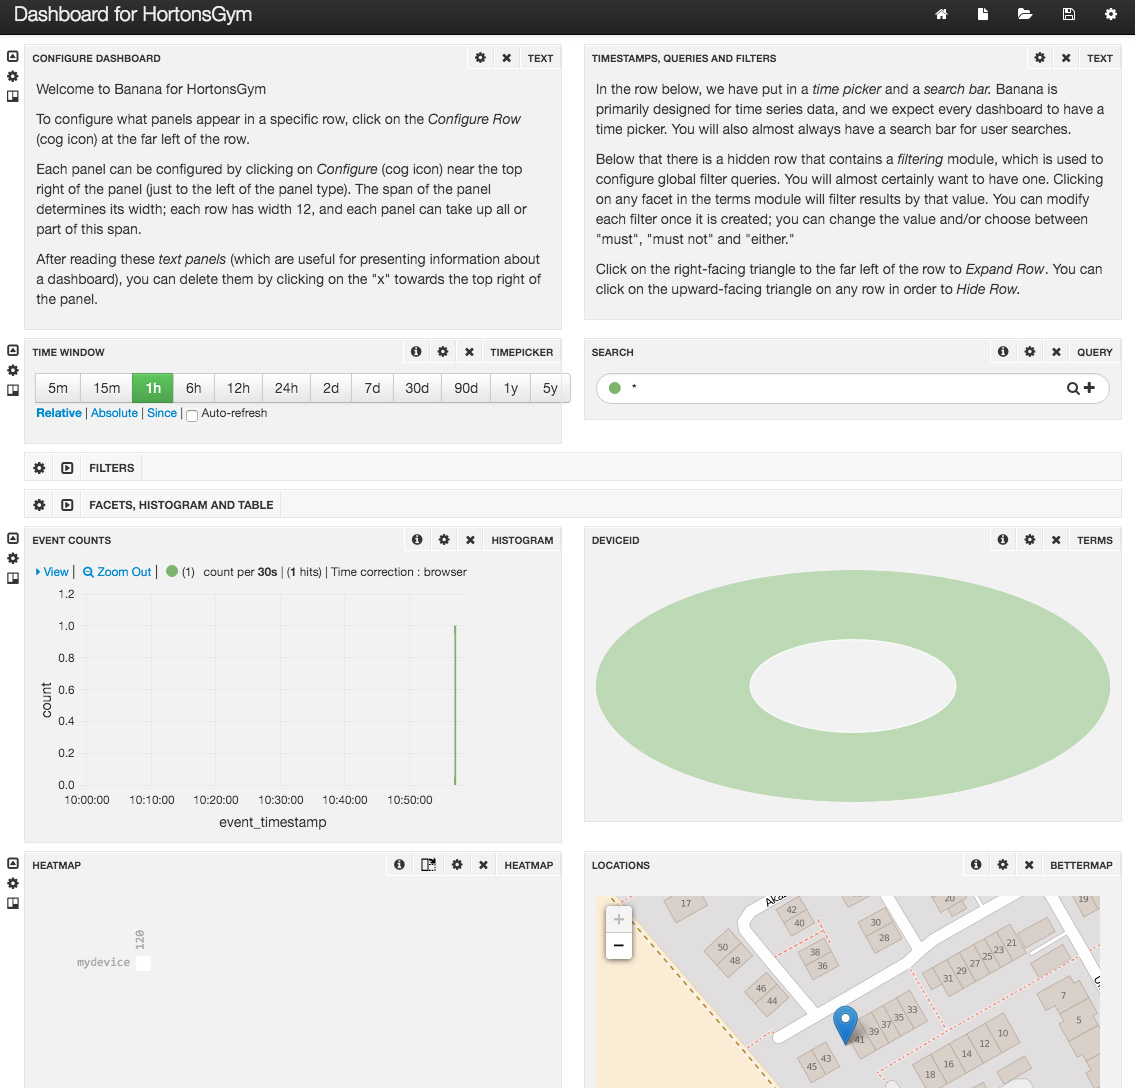 Dashboard for HortonsGym
CONFIGURE DASHBOARD
TEXT
Welcome to Banana for HortonsGym
To configure what panels appear in a specific row, click on the Configure Row
(cog icon) at the far left of the row.
Each panel can be configured by clicking on Configure (cog icon) near the top
right of the panel (just to the left of the panel type). The span of the panel
determines its width; each row has width 12, and each panel can take up all or
part of this span.
After reading these text panels (which are useful for presenting information about
a dashboard), you can delete them by clicking on the "x" towards the top right of
the panel.
TIMESTAMPS, QUERIES AND FILTERS
TEXT
In the row below, we have put in a time picker and a search bar. Banana is
primarily designed for time series data, and we expect every dashboard to have a
time picker. You will also almost always have a search bar for user searches.
Below that there is a hidden row that contains a filtering module, which is used to
configure global filter queries. You will almost certainly want to have one. Clicking
on any facet in the terms module will filter results by that value. You can modify
each filter once it is created; you can change the value and/or choose between
"must", "must not" and "either."
Click on the right-facing triangle to the far left of the row to Expand Row. You can
click on the upward-facing triangle on any row in order to Hide Row.
TIME WINDOW
TIMEPICKER
5m 15m 1h 6h 12h 24h 2d 7d 30d 90d 1y 5y
Relative | Absolute | Since | Auto-refresh
SEARCH
QUERY
*
FILTERS
FACETS, HISTOGRAM AND TABLE
EVENT COUNTS
HISTOGRAM
View | Zoom Out | (1) count per 30s | (1 hits) | Time correction : browser
1.2
1.0
0.8
0.6
0.4
0.2
0.0
count
10:00:00 10:10:00 10:20:00 10:30:00 10:40:00 10:50:00
event_timestamp
DEVICEID
TERMS
HEATMAP
HEATMAP
120
mydevice
LOCATIONS
BETTERMAP
+
−
17
42
40
30
28
20
19
50
48
38
36
46
44
31
29
27
25
23
21
7
5
33
35
37
39
41
43
45
10
12
14
16
18